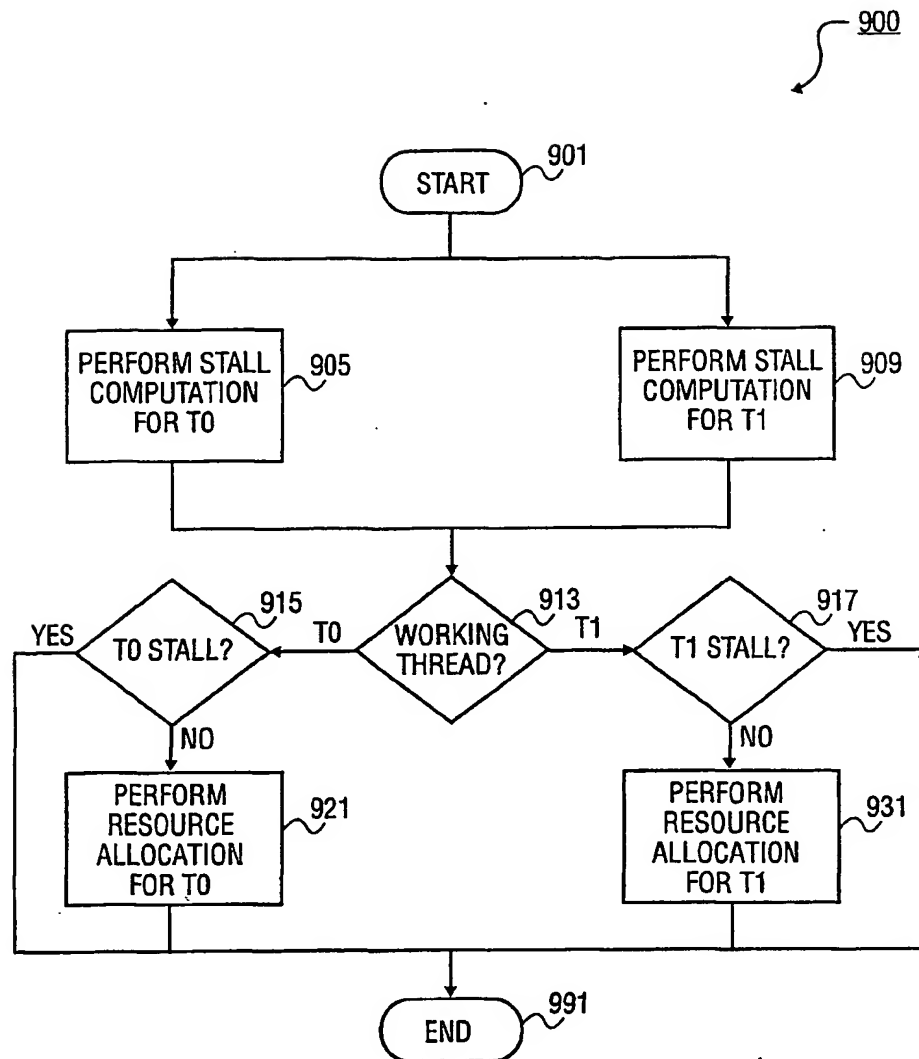 900
START
901
PERFORM STALL
COMPUTATION
FOR T0
905
PERFORM STALL
COMPUTATION
FOR T1
909
YES
T0 STALL?
915
T0
WORKING
THREAD?
913
T1
T1 STALL?
917
YES
NO
NO
PERFORM
RESOURCE
ALLOCATION
FOR T0
921
PERFORM
RESOURCE
ALLOCATION
FOR T1
931
END
991